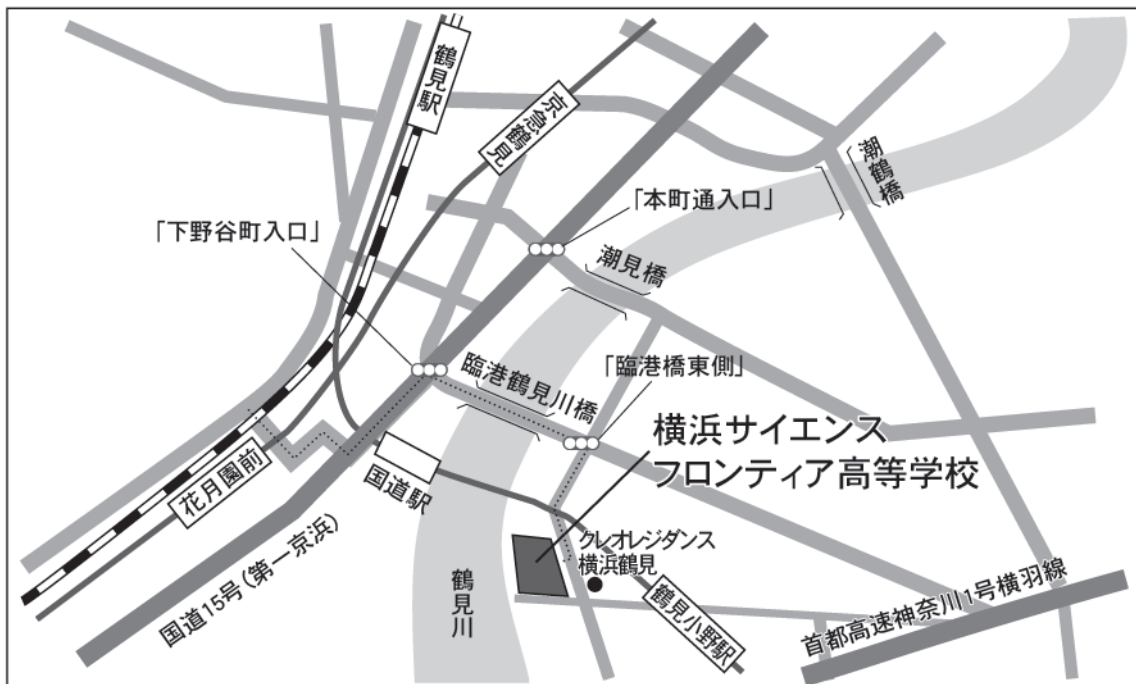 鶴見駅
京急鶴見
潮鶴橋
「本町通入口」
「下野谷町入口」
潮見橋
「臨港橋東側」
臨港鶴見川橋
横浜サイエンス
フロンティア高等学校
花月園前
国道駅
国道15号(第一京浜)
クレオレジダンス
横浜鶴見
鶴見川
鶴見小野駅
首都高速神奈川1号横羽線